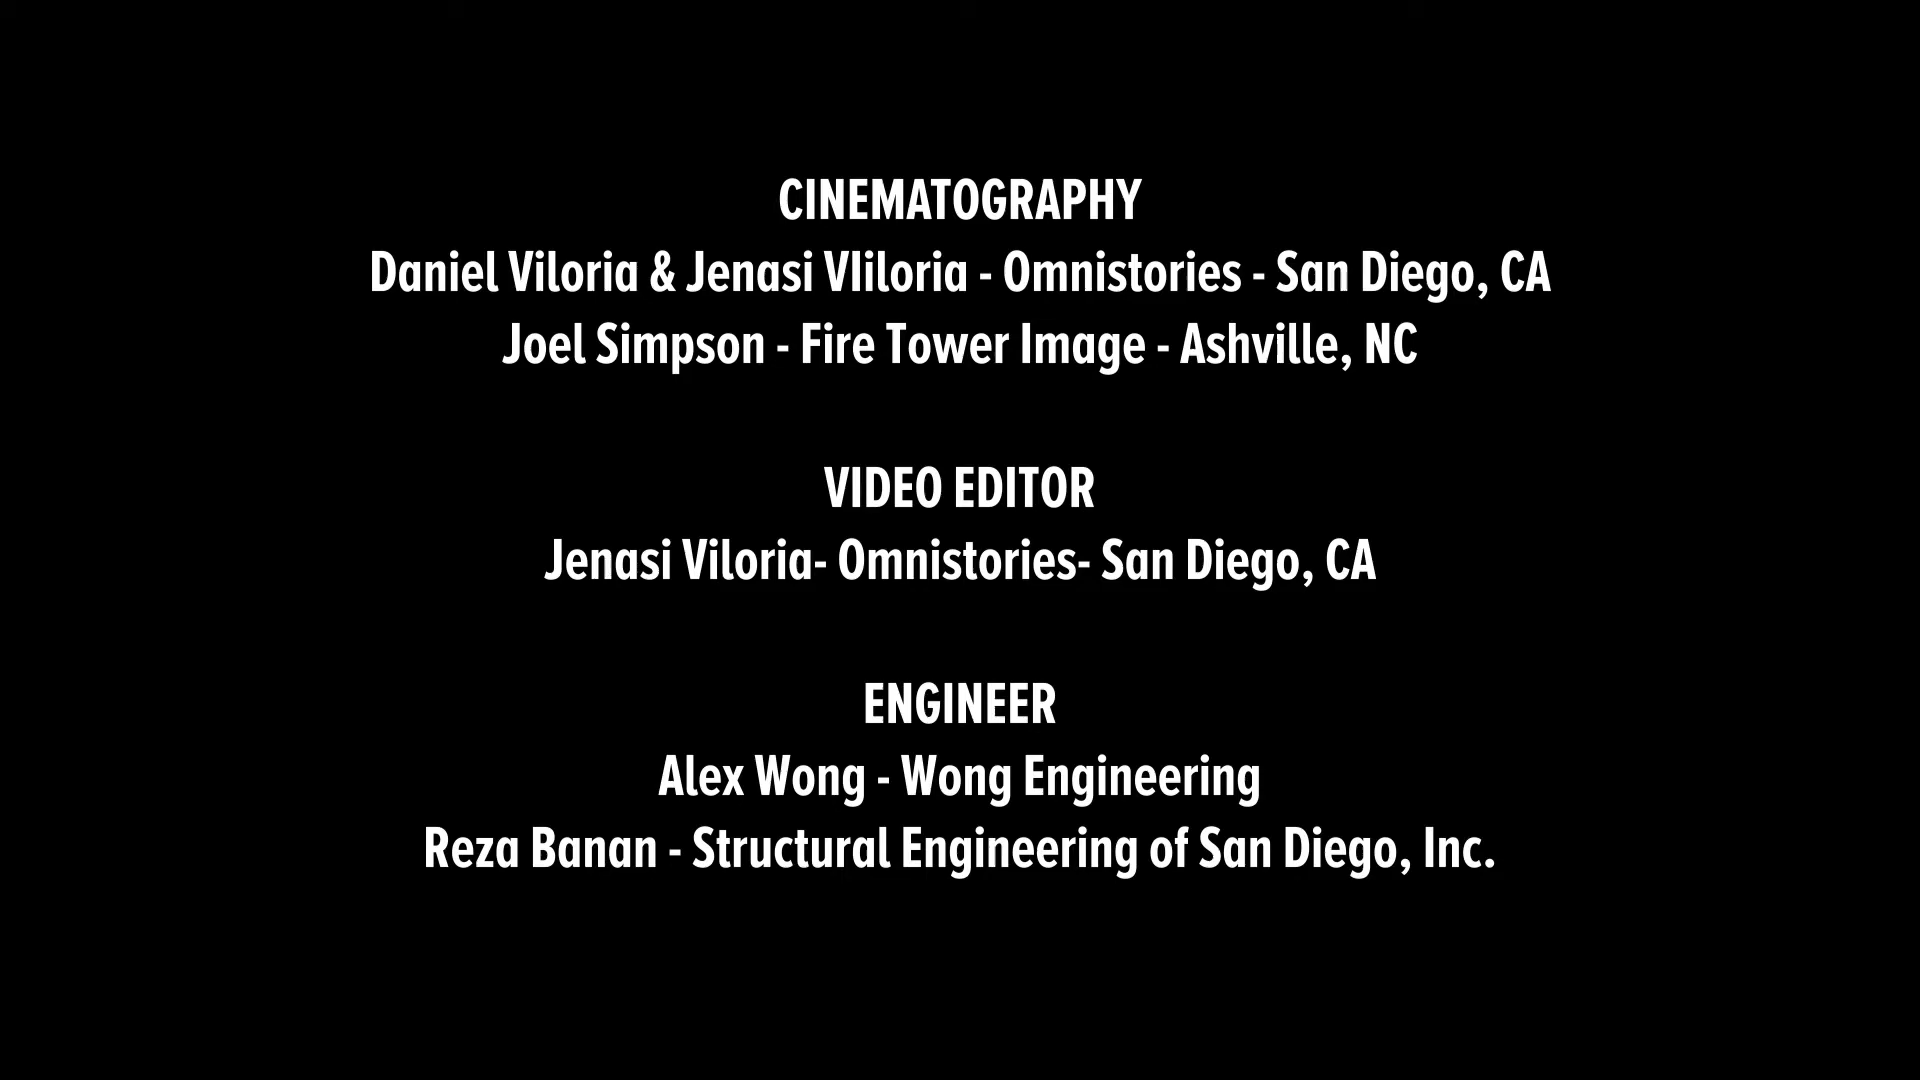 CINEMATOGRAPHY
Daniel Viloria & Jenasi VIiloria - Omnistories - San Diego, CA
Joel Simpson - Fire Tower Image - Ashville, NC
VIDEO EDITOR
Jenasi Viloria- Omnistories- San Diego, CA
ENGINEER
Alex Wong - Wong Engineering
Reza Banan - Structural Engineering of San Diego, Inc.